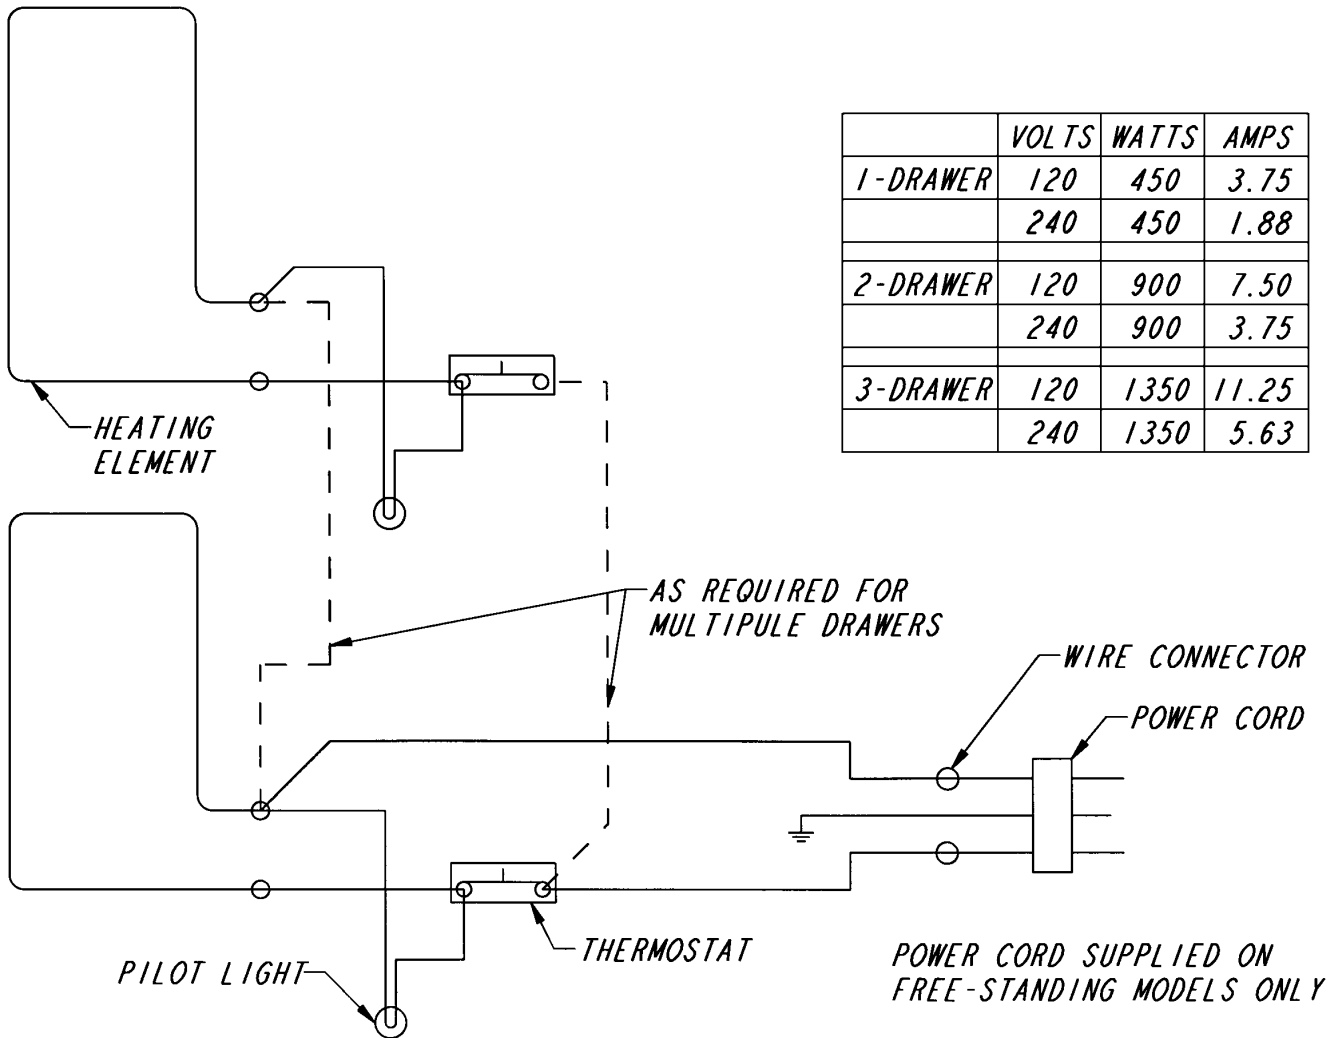 VOLTS WATTS AMPS
1-DRAWER 120 450 3.75
240 450 1.88
2-DRAWER 120 900 7.50
240 900 3.75
3-DRAWER 120 1350 11.25
240 1350 5.63
HEATING
ELEMENT
AS REQUIRED FOR
MULTIPULE DRAWERS
WIRE CONNECTOR
POWER CORD
THERMOSTAT
PILOT LIGHT
POWER CORD SUPPLIED ON
FREE-STANDING MODELS ONLY